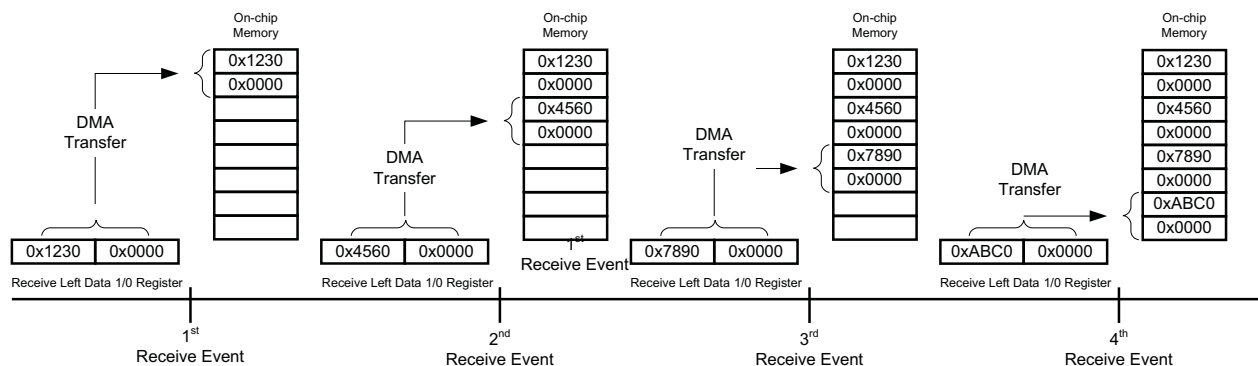 On-chip
Memory
0x1230
0x0000
DMA
Transfer
0x1230 0x0000
Receive Left Data 1/0 Register
1st
Receive Event
On-chip
Memory
0x1230
0x0000
0x4560
0x0000
DMA
Transfer
0x4560 0x0000
Receive Left Data 1/0 Register
2nd
Receive Event
1st
Receive Event
On-chip
Memory
0x1230
0x0000
0x4560
0x0000
0x7890
0x0000
DMA
Transfer
0x7890 0x0000
Receive Left Data 1/0 Register
3rd
Receive Event
On-chip
Memory
0x1230
0x0000
0x4560
0x0000
0x7890
0x0000
0xABC0
0x0000
DMA
Transfer
0xABC0 0x0000
Receive Left Data 1/0 Register
4th
Receive Event